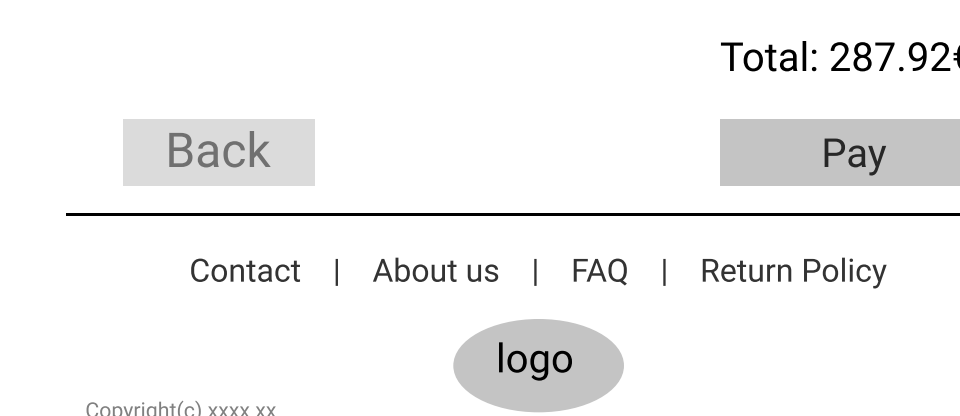 Total: 287.92€
Back
Pay
Contact | About us | FAQ | Return Policy
logo
Copyright(c) xxxx xx